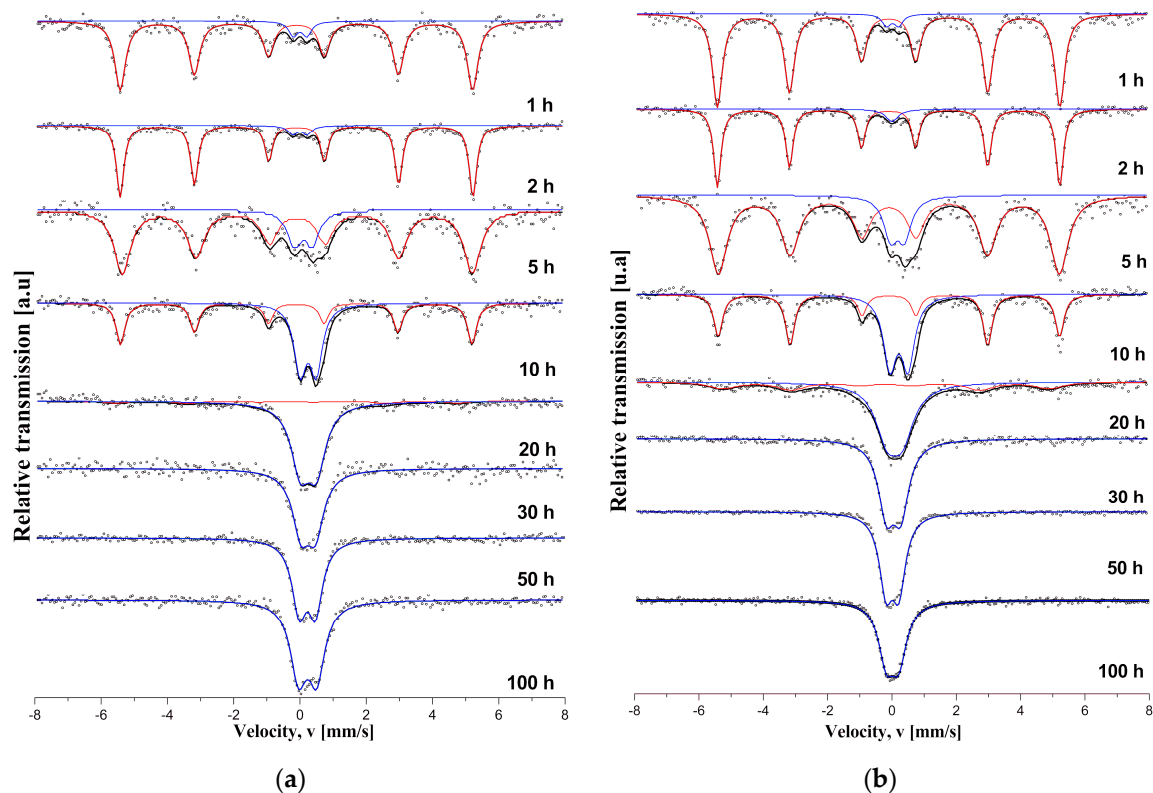 Relative transmission [a.u]
1 h
2 h
5 h
10 h
20 h
30 h
50 h
100 h
-8 -6 -4 -2 0 2 4 6 8
Velocity, v [mm/s]
(a)
Relative transmission [u.a]
1 h
2 h
5 h
10 h
20 h
30 h
50 h
100 h
-8 -6 -4 -2 0 2 4 6 8
Velocity, v [mm/s]
(b)